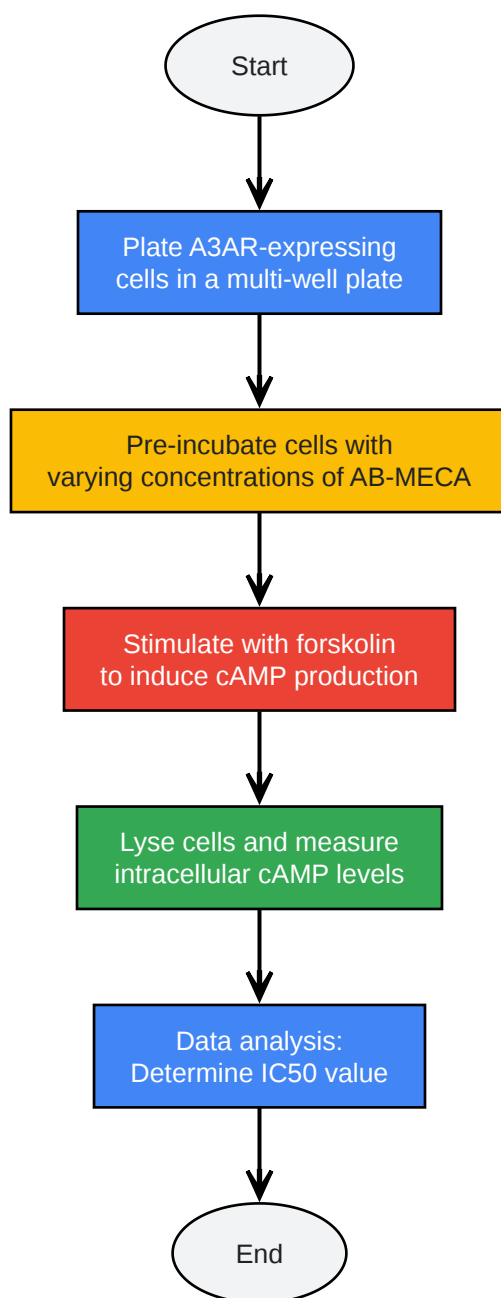 Start
Plate A3AR-expressing
cells in a multi-well plate
Pre-incubate cells with
varying concentrations of AB-MECA
Stimulate with forskolin
to induce cAMP production
Lyse cells and measure
intracellular cAMP levels
Data analysis:
Determine IC50 value
End